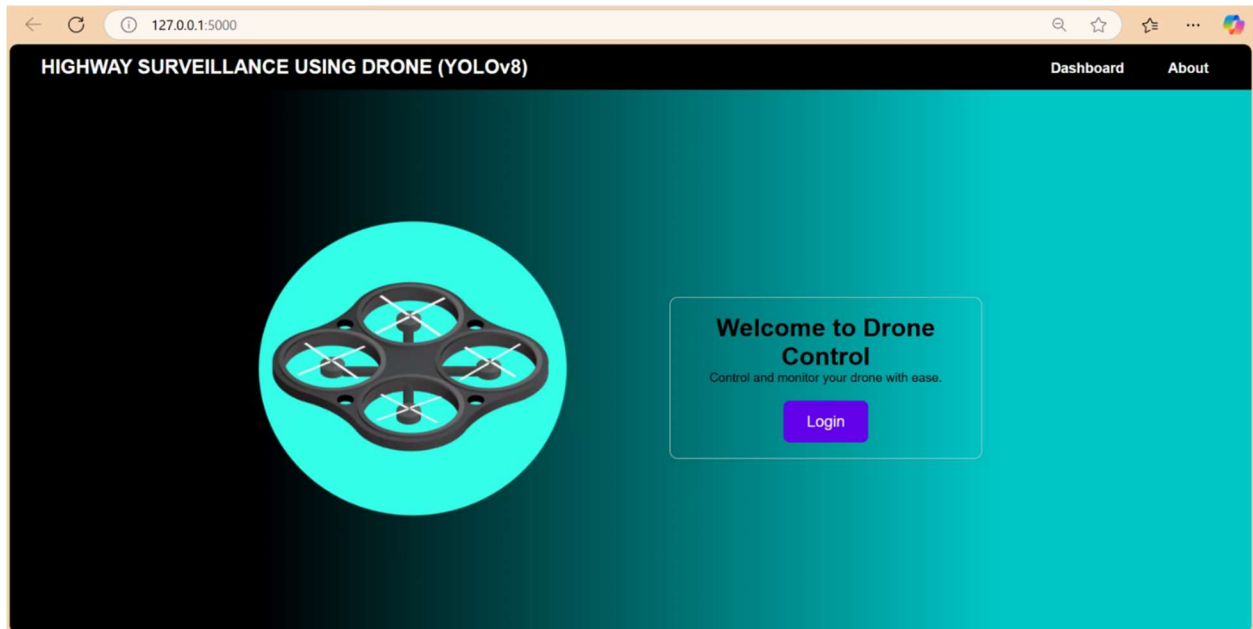 127.0.0.1:5000
HIGHWAY SURVEILLANCE USING DRONE (YOLOv8)
Dashboard
About
Welcome to Drone
Control
Control and monitor your drone with ease.
Login